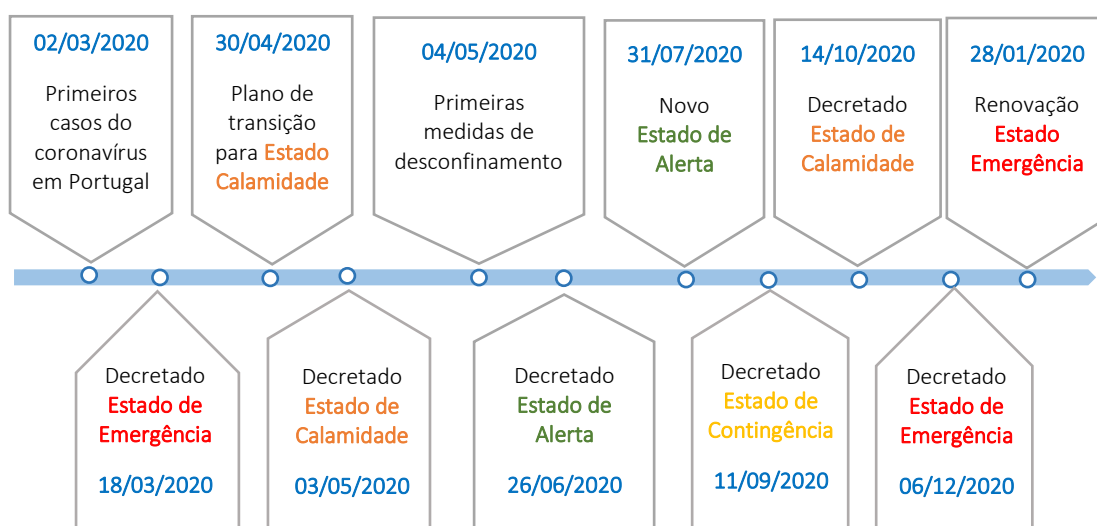 02/03/2020
Primeiros
casos do
coronavírus
em Portugal
30/04/2020
Plano de
transição
para Estado
Calamidade
04/05/2020
Primeiras
medidas de
desconfinamento
31/07/2020
Novo
Estado de
Alerta
14/10/2020
Decretado
Estado de
Calamidade
28/01/2020
Renovação
Estado
Emergência
Decretado
Estado de
Emergência
18/03/2020
Decretado
Estado de
Calamidade
03/05/2020
Decretado
Estado de
Alerta
26/06/2020
Decretado
Estado de
Contingência
11/09/2020
Decretado
Estado de
Emergência
06/12/2020